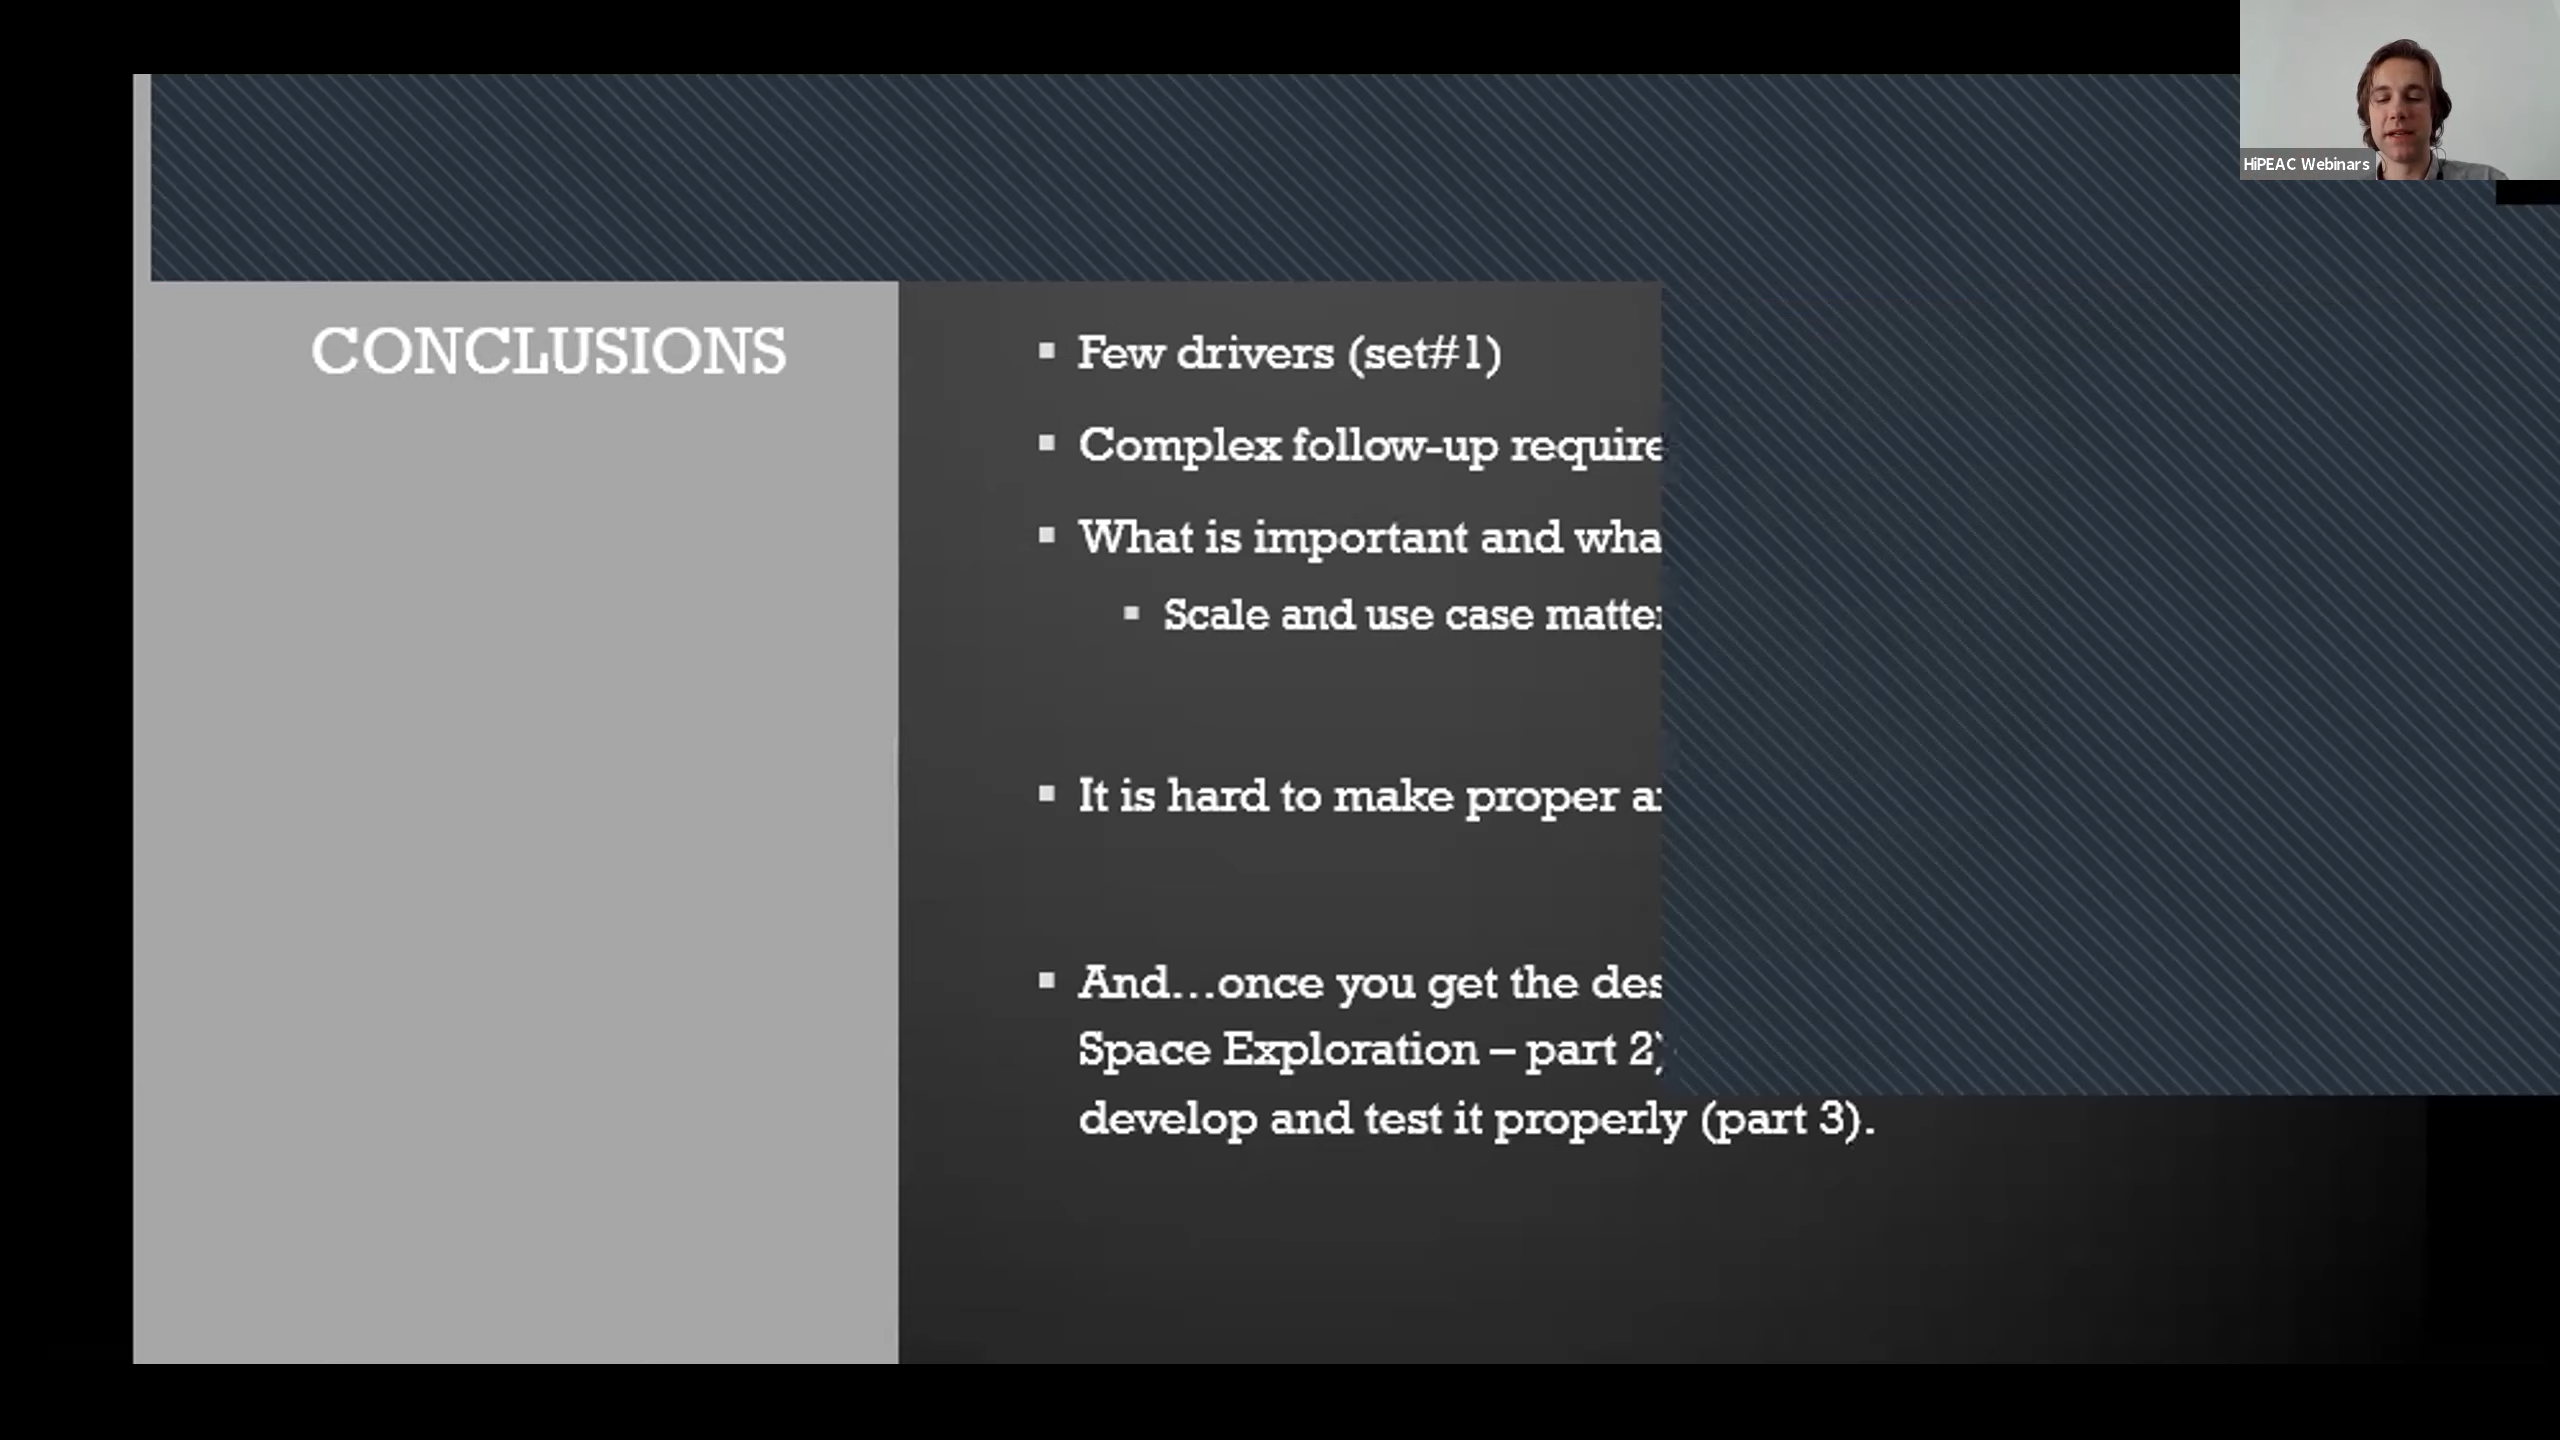 HiPEAC Webinars
CONCLUSIONS
▪ Few drivers (set#1)
▪ Complex follow-up require
▪ What is important and wha
▪ Scale and use case matter
▪ It is hard to make proper
▪ And...once you get the des
Space Exploration – part 2)
develop and test it properly (part 3).